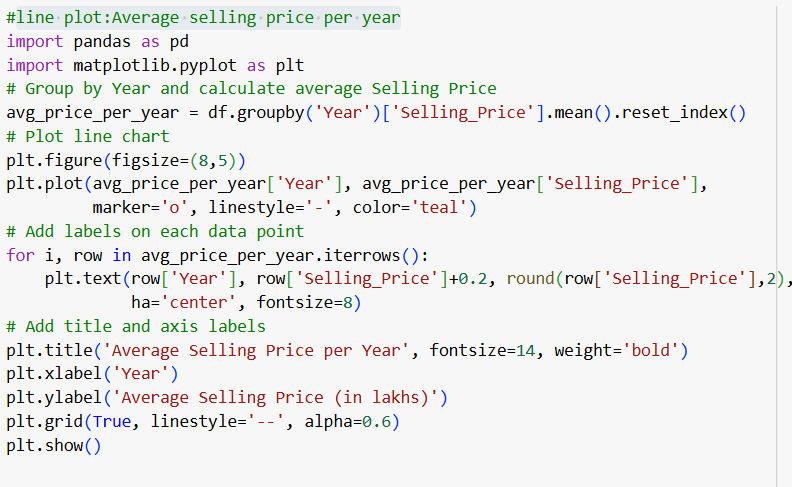 #line plot:Average selling price per year
import pandas as pd
import matplotlib.pyplot as plt
# Group by Year and calculate average Selling Price
avg_price_per_year = df.groupby('Year')['Selling_Price'].mean().reset_index()
# Plot line chart
plt.figure(figsize=(8,5))
plt.plot(avg_price_per_year['Year'], avg_price_per_year['Selling_Price'],
         marker='o', linestyle='-', color='teal')
# Add labels on each data point
for i, row in avg_price_per_year.iterrows():
    plt.text(row['Year'], row['Selling_Price']+0.2, round(row['Selling_Price'],2),
             ha='center', fontsize=8)
# Add title and axis labels
plt.title('Average Selling Price per Year', fontsize=14, weight='bold')
plt.xlabel('Year')
plt.ylabel('Average Selling Price (in lakhs)')
plt.grid(True, linestyle='--', alpha=0.6)
plt.show()